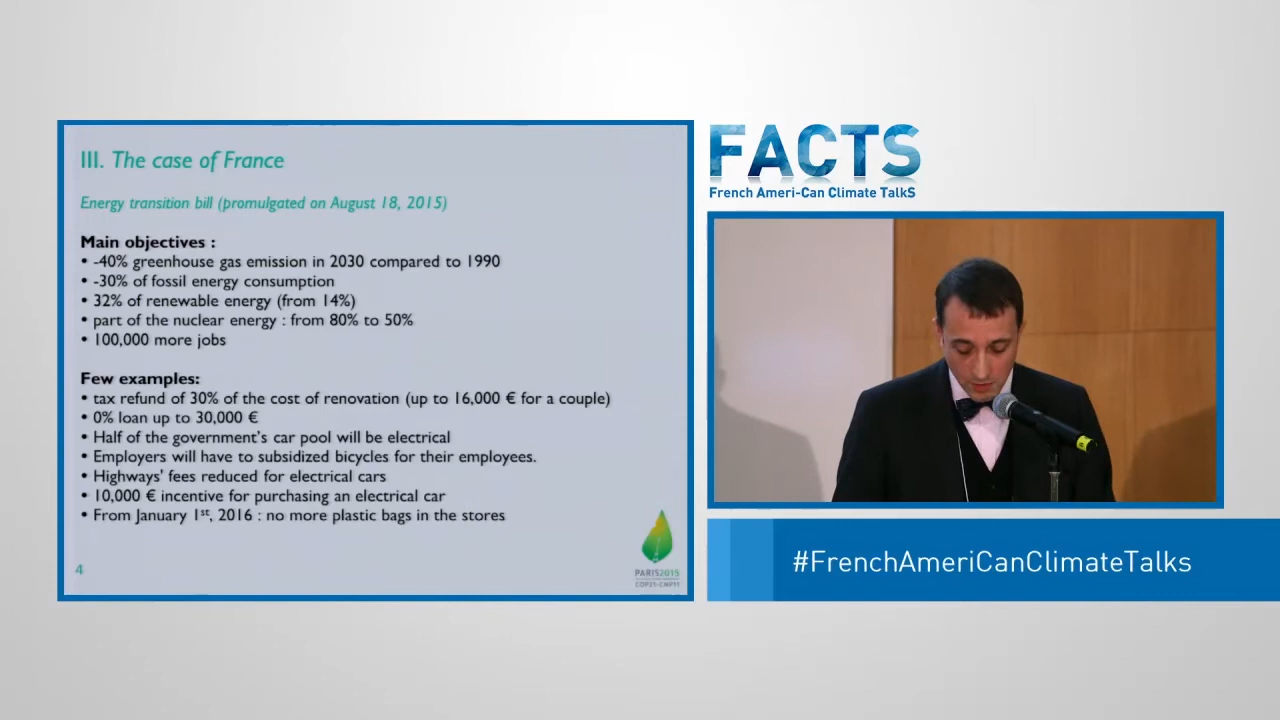 III. The case of France
Energy transition bill (promulgated on August 18, 2015)
Main objectives :
• -40% greenhouse gas emission in 2030 compared to 1990
• -30% of fossil energy consumption
• 32% of renewable energy (from 14%)
• part of the nuclear energy : from 80% to 50%
• 100,000 more jobs
Few examples:
• tax refund of 30% of the cost of renovation (up to 16,000 € for a couple)
• 0% loan up to 30,000 €
• Half of the government's car pool will be electrical
• Employers will have to subsidized bicycles for their employees.
• Highways' fees reduced for electrical cars
• 10,000 € incentive for purchasing an electrical car
• From January 1st, 2016 : no more plastic bags in the stores
4
PARIS2015
COP21·CMP11
FACTS
French Ameri-Can Climate TalkS
#FrenchAmeriCanClimateTalks